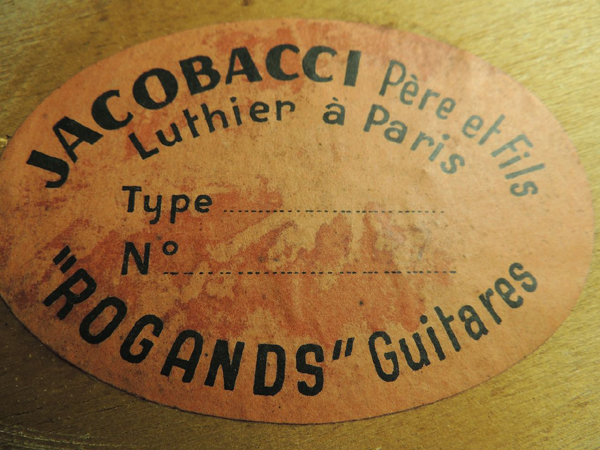 JACOBACCI Père et Fils
Luthier à Paris
Type
N°
"ROGANDS" Guitares